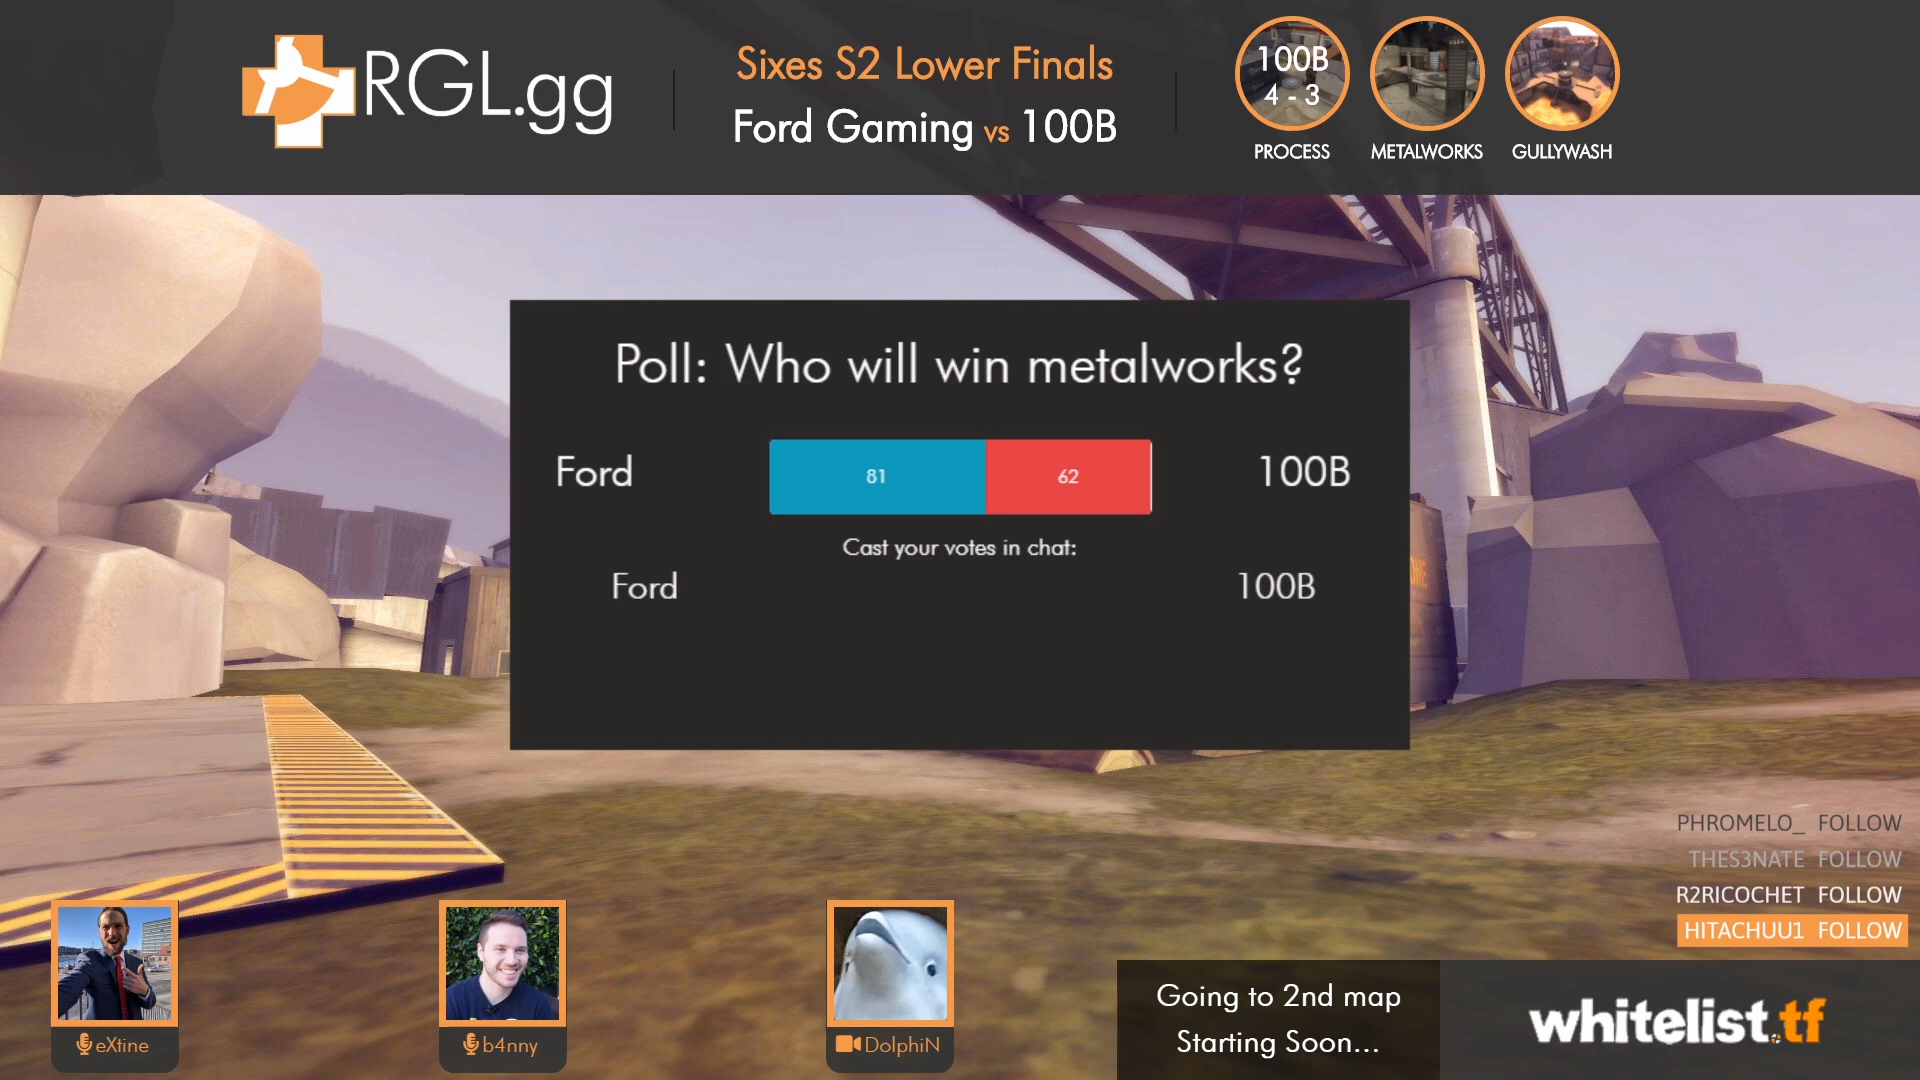 RGL.gg
Sixes S2 Lower Finals
Ford Gaming vs 100B
100B
4 - 3
PROCESS
METALWORKS
GULLYWASH
Poll: Who will win metalworks?
Ford
81
62
100B
Cast your votes in chat:
Ford
100B
PHROMELO_ FOLLOW
THES3NATE FOLLOW
R2RICOCHET FOLLOW
HITACHUU1 FOLLOW
eXtine
b4nny
DolphiN
Going to 2nd map
Starting Soon...
whitelist.tf